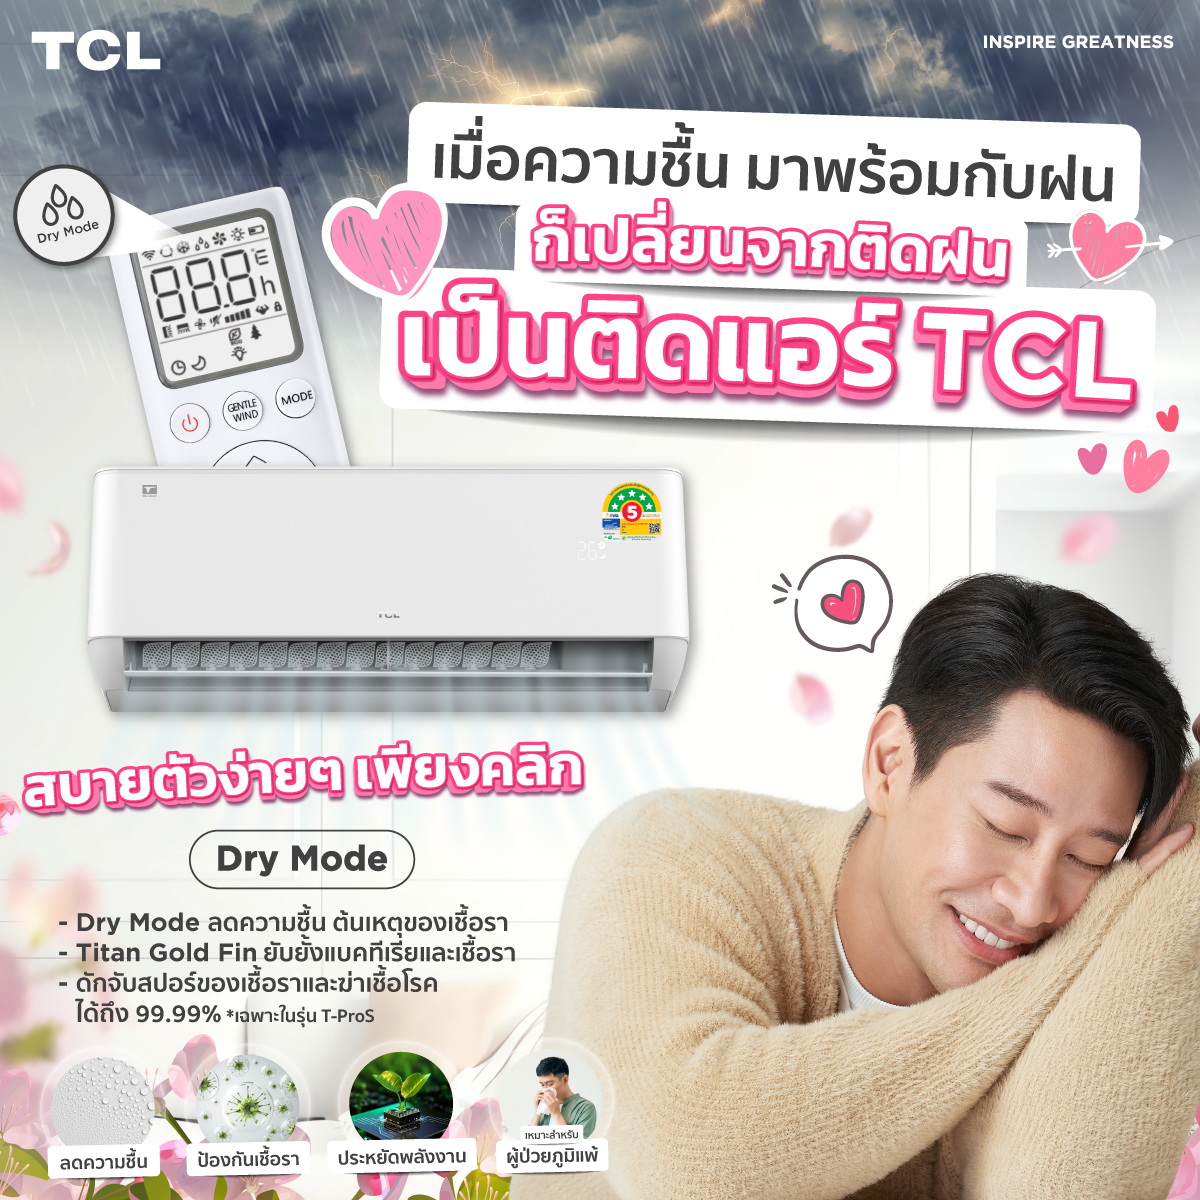 TCL
INSPIRE GREATNESS
เมื่อความชื้น มาพร้อมกับฝน
ก็เปลี่ยนจากติดฝน
เป็นติดแอร์ TCL
Dry Mode
88.8°E h
ECO
GENTLE WIND
MODE
5
26
TCL
สบายตัวง่ายๆ เพียงคลิก
Dry Mode
- Dry Mode ลดความชื้น ต้นเหตุของเชื้อรา
- Titan Gold Fin ยับยั้งแบคทีเรียและเชื้อรา
- ดักจับสปอร์ของเชื้อราและฆ่าเชื้อโรค
ได้ถึง 99.99% *เฉพาะในรุ่น T-ProS
ลดความชื้น
ป้องกันเชื้อรา
ประหยัดพลังงาน
เหมาะสำหรับ
ผู้ป่วยภูมิแพ้